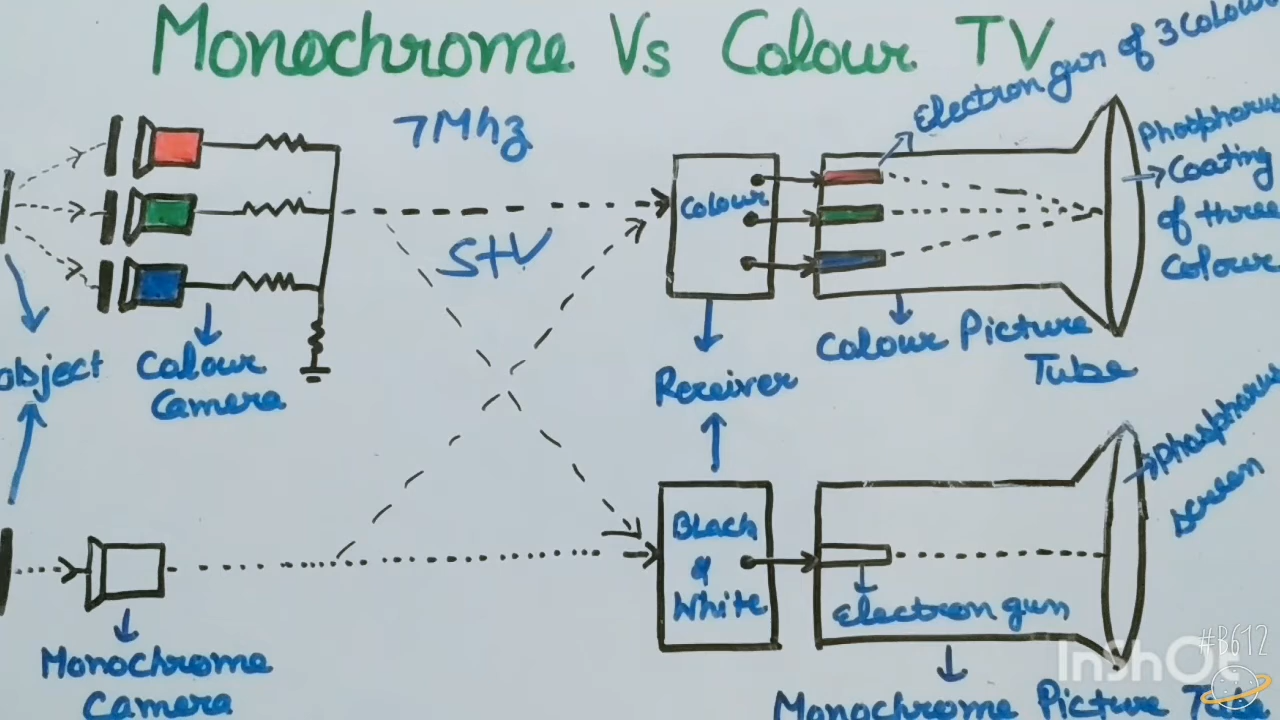 Monochrome Vs Colour TV
7Mhz
Electron gun of 3 Colour
Phosphorus
Coating
of three
Colour
Colour
STV
object
Colour
Camera
Receiver
Colour Picture
Tube
Phosphorus
screen
Black
&
White
Electron gun
Monochrome
Camera
Monochrome Picture Tube
InShOt
#B612